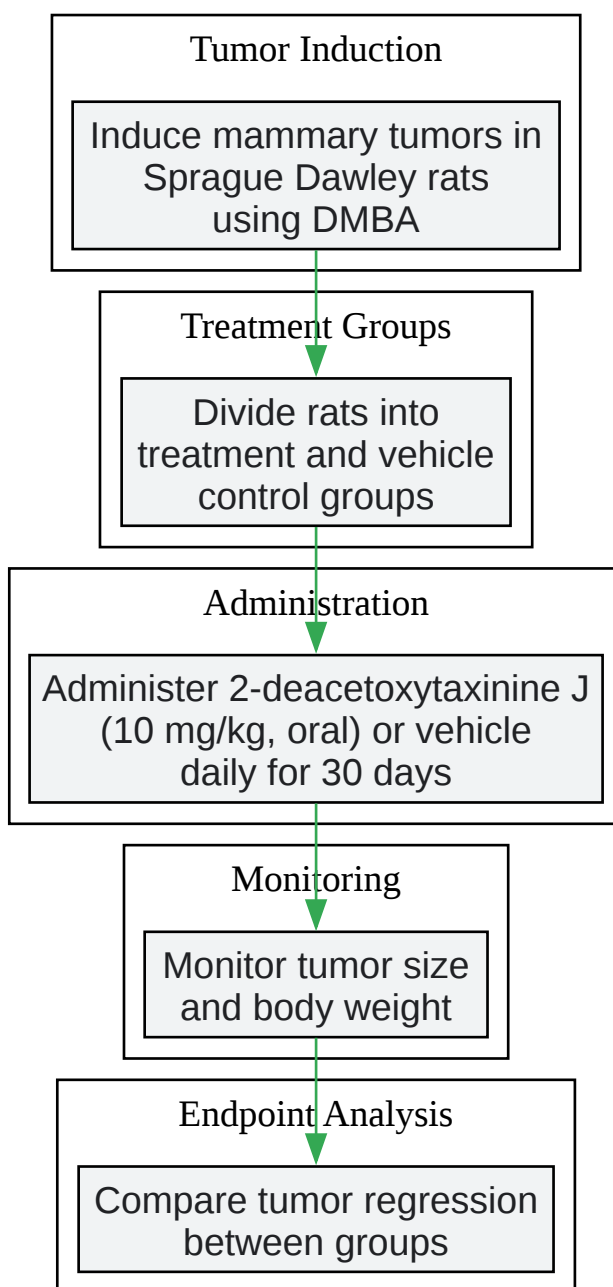 Tumor Induction
Induce mammary tumors in
Sprague Dawley rats
using DMBA
Treatment Groups
Divide rats into
treatment and vehicle
control groups
Administration
Administer 2-deacetoxytaxinine J
(10 mg/kg, oral) or vehicle
daily for 30 days
Monitoring
Monitor tumor size
and body weight
Endpoint Analysis
Compare tumor regression
between groups